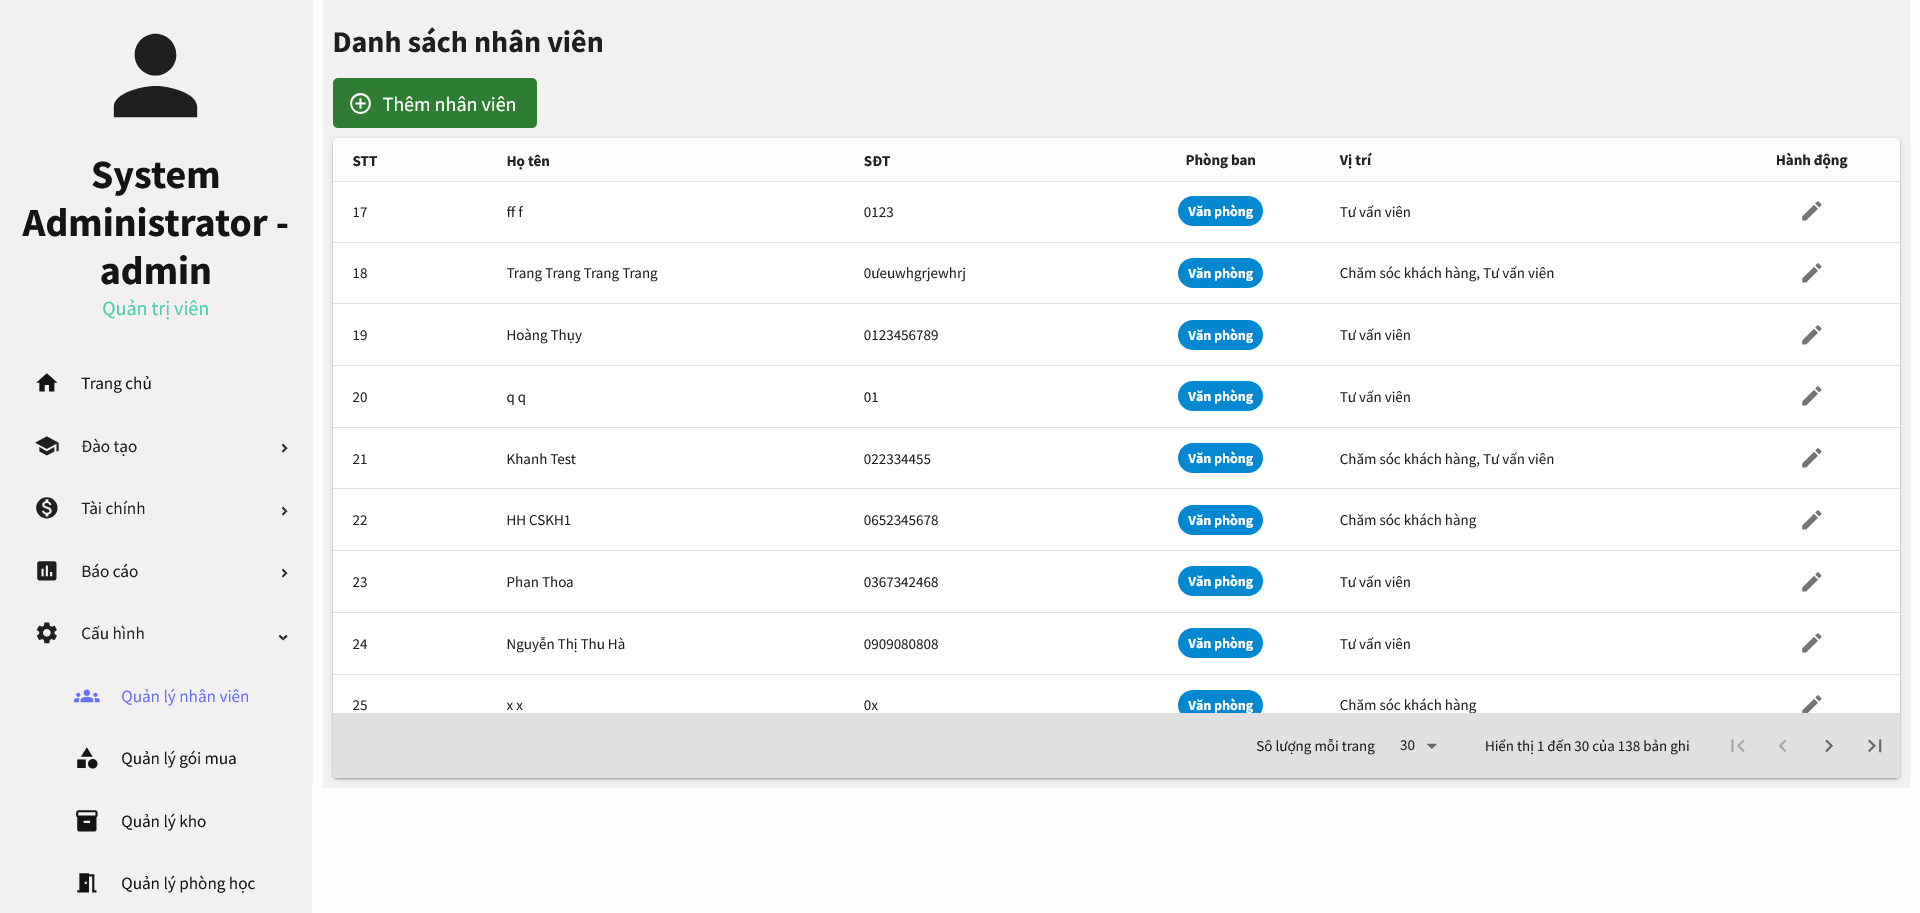 System
Administrator -
admin
Quản trị viên
Trang chủ
Đào tạo
Tài chính
Báo cáo
Cấu hình
Quản lý nhân viên
Quản lý gói mua
Quản lý kho
Quản lý phòng học
Danh sách nhân viên
Thêm nhân viên
STT Họ tên SĐT Phòng ban Vị trí Hành động
17 ff f 0123 Văn phòng Tư vấn viên
18 Trang Trang Trang Trang 0ưeuwhgrjewhrj Văn phòng Chăm sóc khách hàng, Tư vấn viên
19 Hoàng Thụy 0123456789 Văn phòng Tư vấn viên
20 q q 01 Văn phòng Tư vấn viên
21 Khanh Test 022334455 Văn phòng Chăm sóc khách hàng, Tư vấn viên
22 HH CSKH1 0652345678 Văn phòng Chăm sóc khách hàng
23 Phan Thoa 0367342468 Văn phòng Tư vấn viên
24 Nguyễn Thị Thu Hà 0909080808 Văn phòng Tư vấn viên
25 x x 0x Văn phòng Chăm sóc khách hàng
Số lượng mỗi trang 30 Hiển thị 1 đến 30 của 138 bản ghi